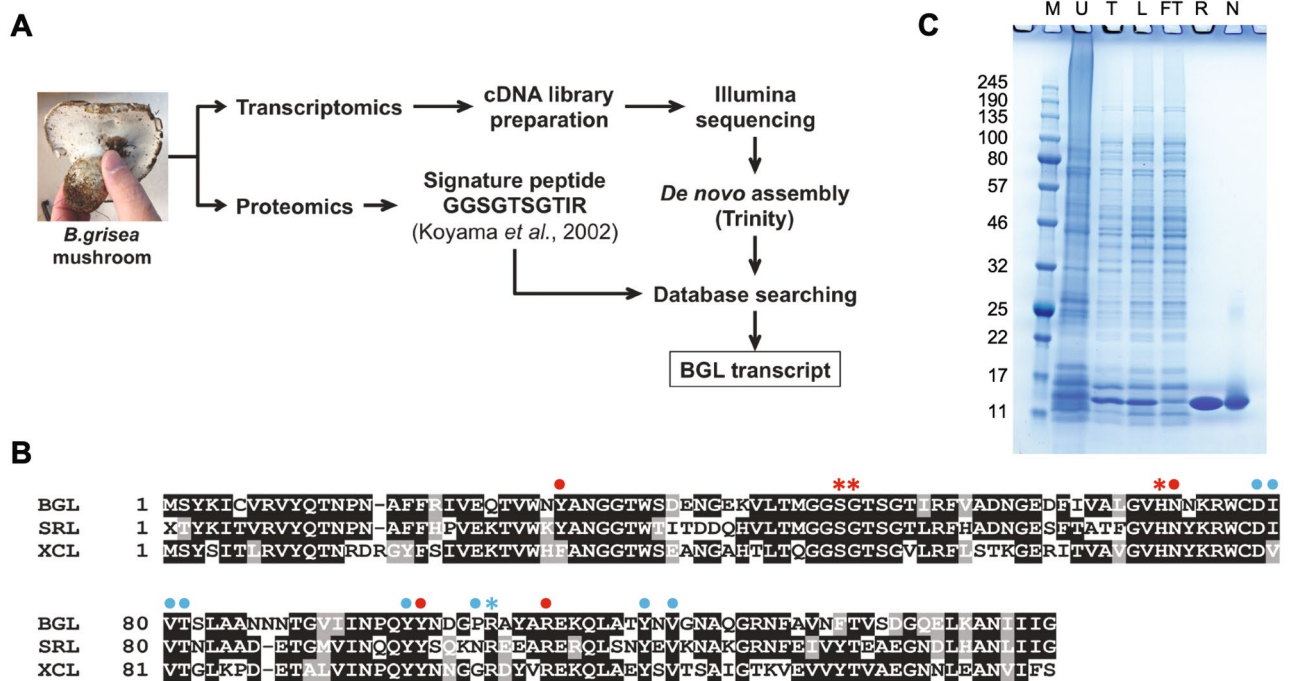 A
Transcriptomics
cDNA library
preparation
Illumina
sequencing
De novo assembly
(Trinity)
Proteomics
Signature peptide
GGSGTSGTIR
(Koyama et al., 2002)
B.grisea
mushroom
Database searching
BGL transcript
C
M U T L FT R N
245
190
135
100
80
57
46
32
25
22
17
11
B
** *
BGL 1 MSYKICVRVYQTNPN-AFFRIVEQTVWNYANGGTWSDENGEKVLTMGGSGTSGTIRFVADNGEDFIVALGVHNNKRWCDI
SRL 1 XTYKITVRVYQTNPN-AFFHPVEKTVWKYANGGTWTITDDQHVLTMGGSGTSGTLRFHADNGESFTATFGVHNYKRWCDI
XCL 1 MSYSITLRVYQTNRDRGYFSIVEKTVWHFANGGTWSEANGAHTLTQGGSGTSGVLRFLSTKGERITVAVGVHNYKRWCDV
*
BGL 80 VTSLAANNNTGVIINPQYYNDGPRAYAREKQLATYNVGNAQGRNFAVNFTVSDGQELKANIIIG
SRL 80 VTNLAAD-ETGMVINQQYYSQKNREEARERQLSNYEVKNAKGRNFEIVYTEAEGNDLHANLIIG
XCL 81 VTGLKPD-ETALVINPQYYNNGGRDYVREKQLAEYSVTSAIGTKVEVVYTVAEGNNLEANVIFS